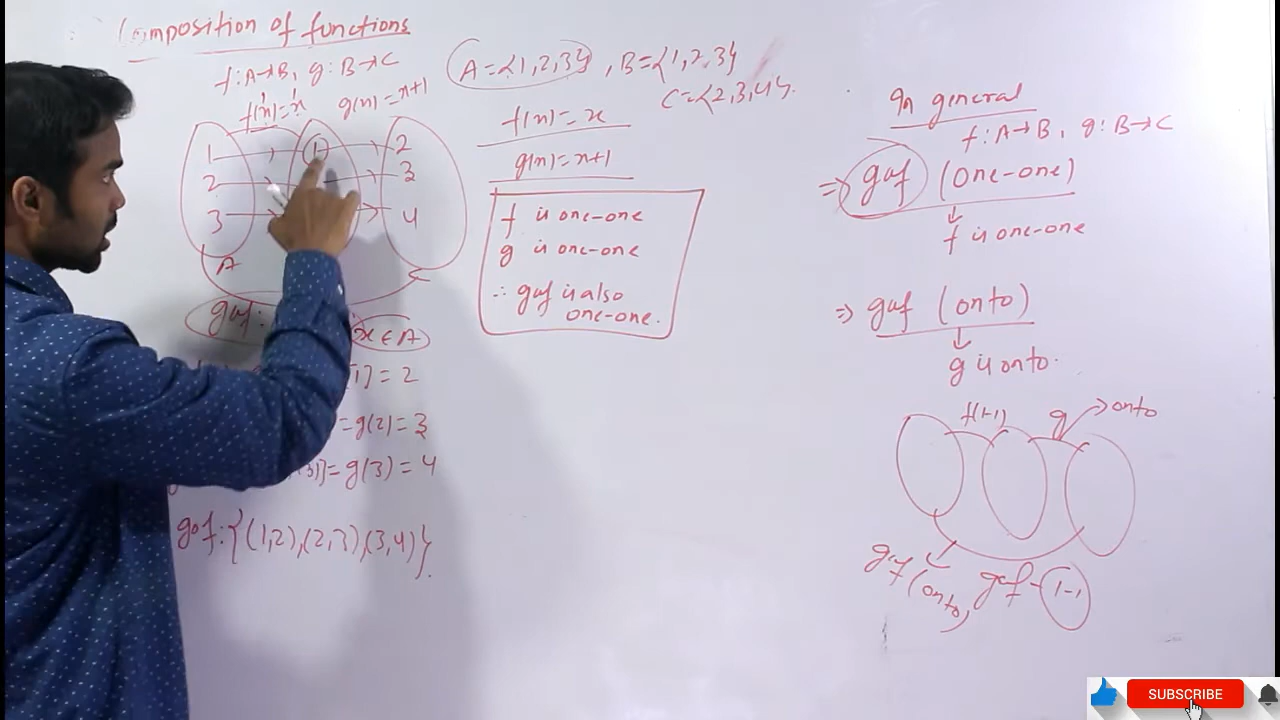 Composition of functions
f:A→B, g:B→C
f(x)=x g(x)=x+1
A={1,2,3}, B={1,2,3}
C={2,3,4}.
f(x)=x
g(x)=x+1
1 1 2
2 3
3 4
A C
gof:
x∈A
f is one-one
g is one-one
∴ gof is also
one-one.
=2
=g(2)=3
=g(3)=4
gof:{(1,2),(2,3),(3,4)}.
In general
f:A→B, g:B→C
⇒ gof (one-one)
↓
f is one-one
⇒ gof (onto)
↓
g is onto.
f(1-1) g → onto
gof (onto, gof - 1-1
SUBSCRIBE